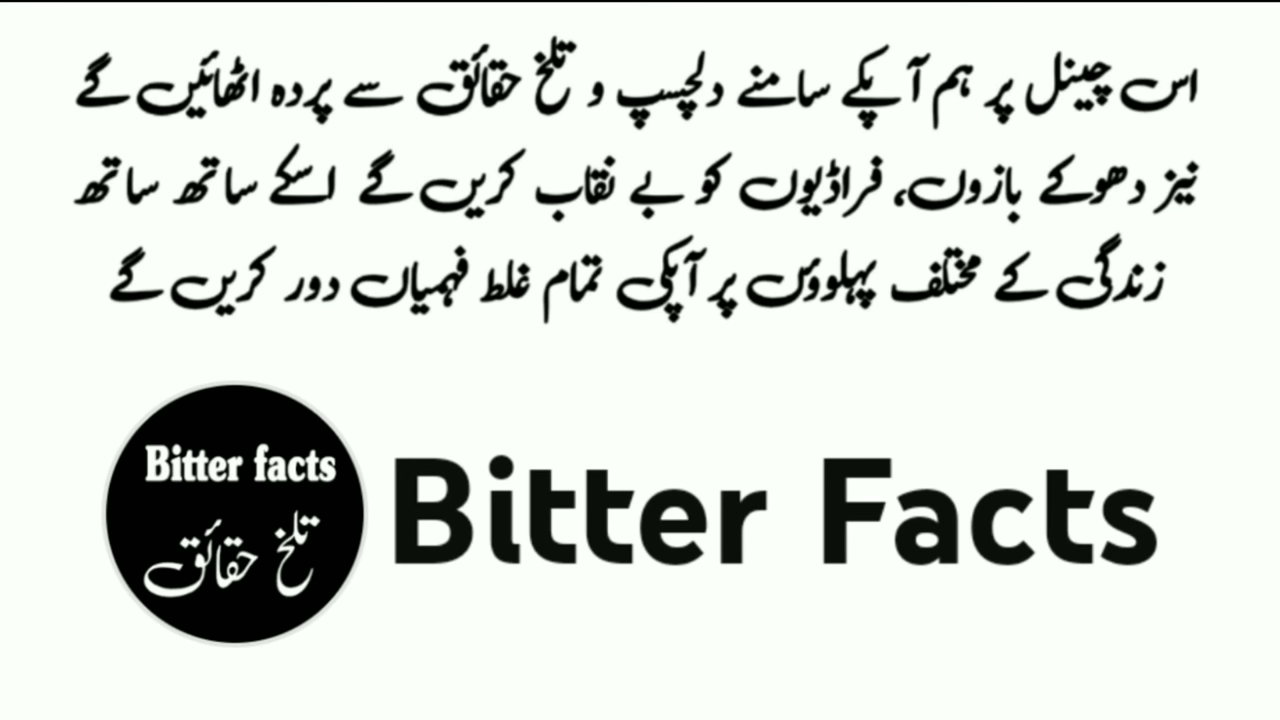 اس چینل پر ہم آپکے سامنے دلچسپ و تلخ حقائق سے پردہ اٹھائیں گے
نیز دھوکے بازوں، فراڈیوں کو بے نقاب کریں گے اسکے ساتھ ساتھ
زندگی کے مختلف پہلووؤں پر آپکی تمام غلط فہمیاں دور کریں گے
Bitter facts
تلخ حقائق
Bitter Facts